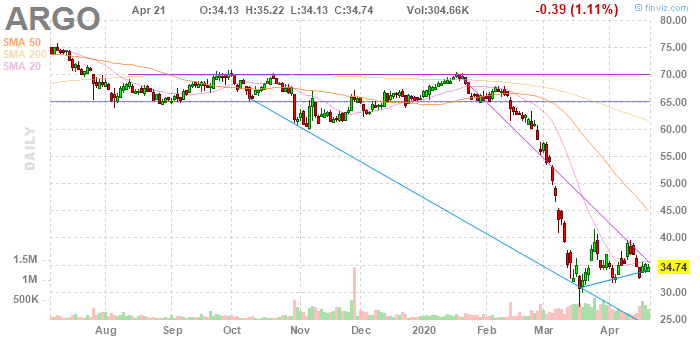 ARGO
Apr 21 O:34.13 H:35.22 L:34.13 C:34.74 Vol:304.66K -0.39 (1.11%)
© finviz.com
SMA 50
SMA 200
SMA 20
DAILY
80.00
75.00
70.00
65.00
60.00
55.00
50.00
45.00
40.00
34.74
30.00
25.00
1.5M
1M
500K
Aug Sep Oct Nov Dec 2020 Feb Mar Apr